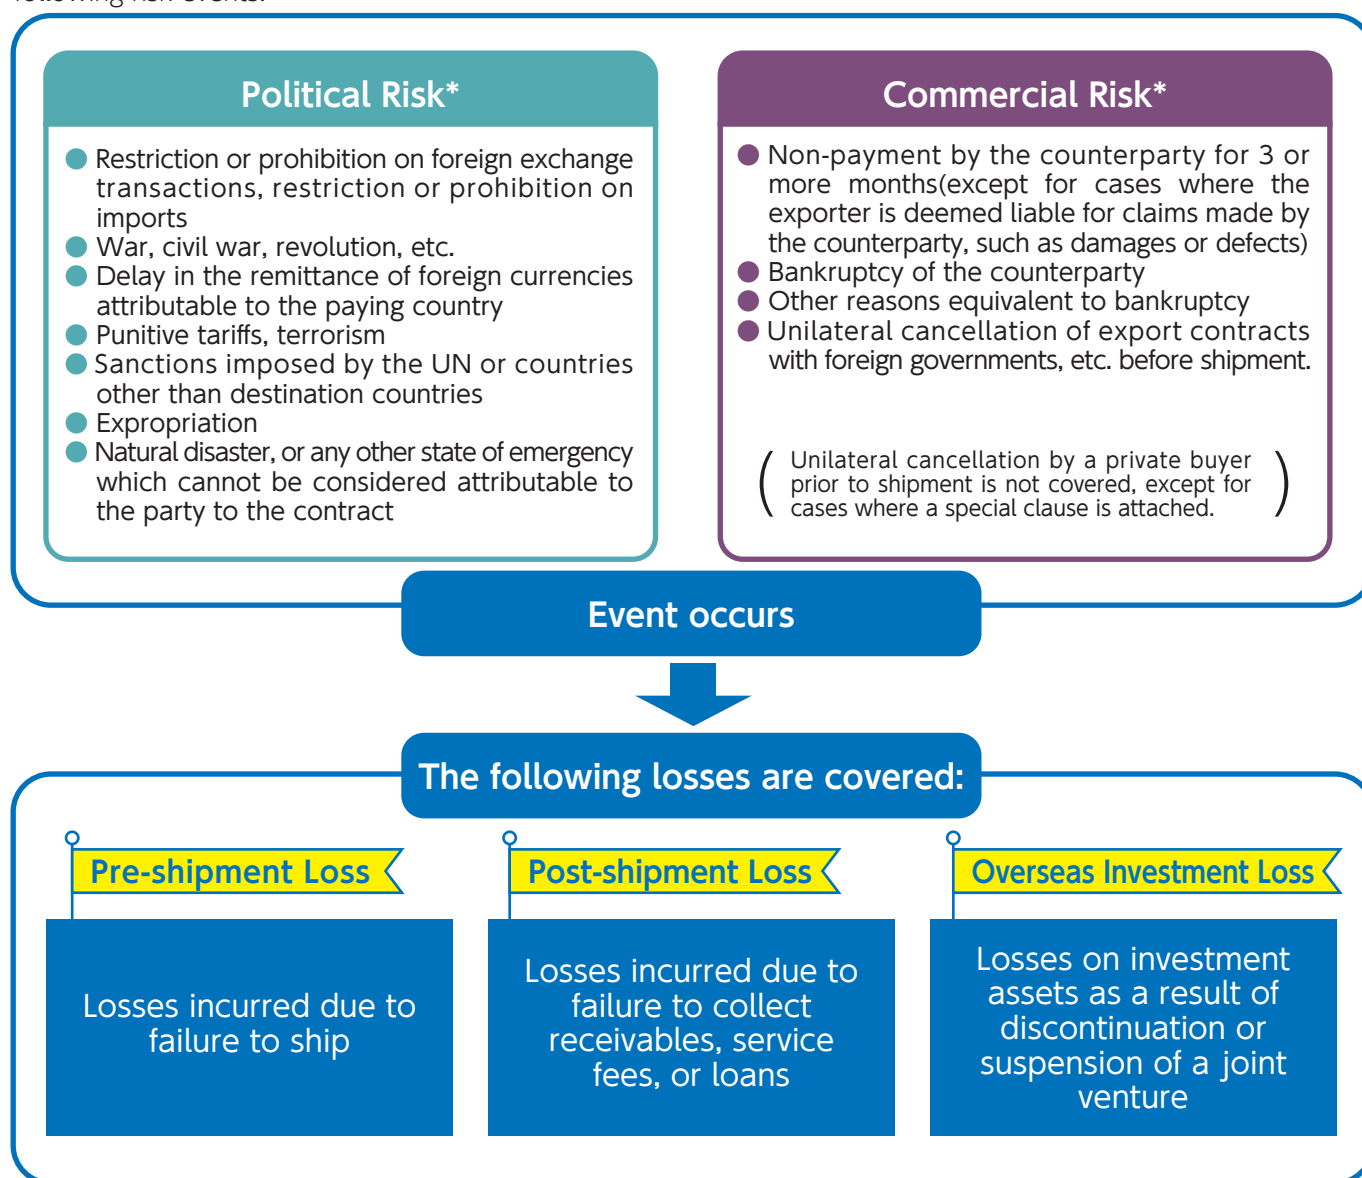 following risk events.
Political Risk*
● Restriction or prohibition on foreign exchange
transactions, restriction or prohibition on
imports
● War, civil war, revolution, etc.
● Delay in the remittance of foreign currencies
attributable to the paying country
● Punitive tariffs, terrorism
● Sanctions imposed by the UN or countries
other than destination countries
● Expropriation
● Natural disaster, or any other state of emergency
which cannot be considered attributable to
the party to the contract
Commercial Risk*
● Non-payment by the counterparty for 3 or
more months(except for cases where the
exporter is deemed liable for claims made by
the counterparty, such as damages or defects)
● Bankruptcy of the counterparty
● Other reasons equivalent to bankruptcy
● Unilateral cancellation of export contracts
with foreign governments, etc. before shipment.
( Unilateral cancellation by a private buyer
prior to shipment is not covered, except for
cases where a special clause is attached. )
Event occurs
The following losses are covered:
Pre-shipment Loss
Losses incurred due to
failure to ship
Post-shipment Loss
Losses incurred due to
failure to collect
receivables, service
fees, or loans
Overseas Investment Loss
Losses on investment
assets as a result of
discontinuation or
suspension of a joint
venture